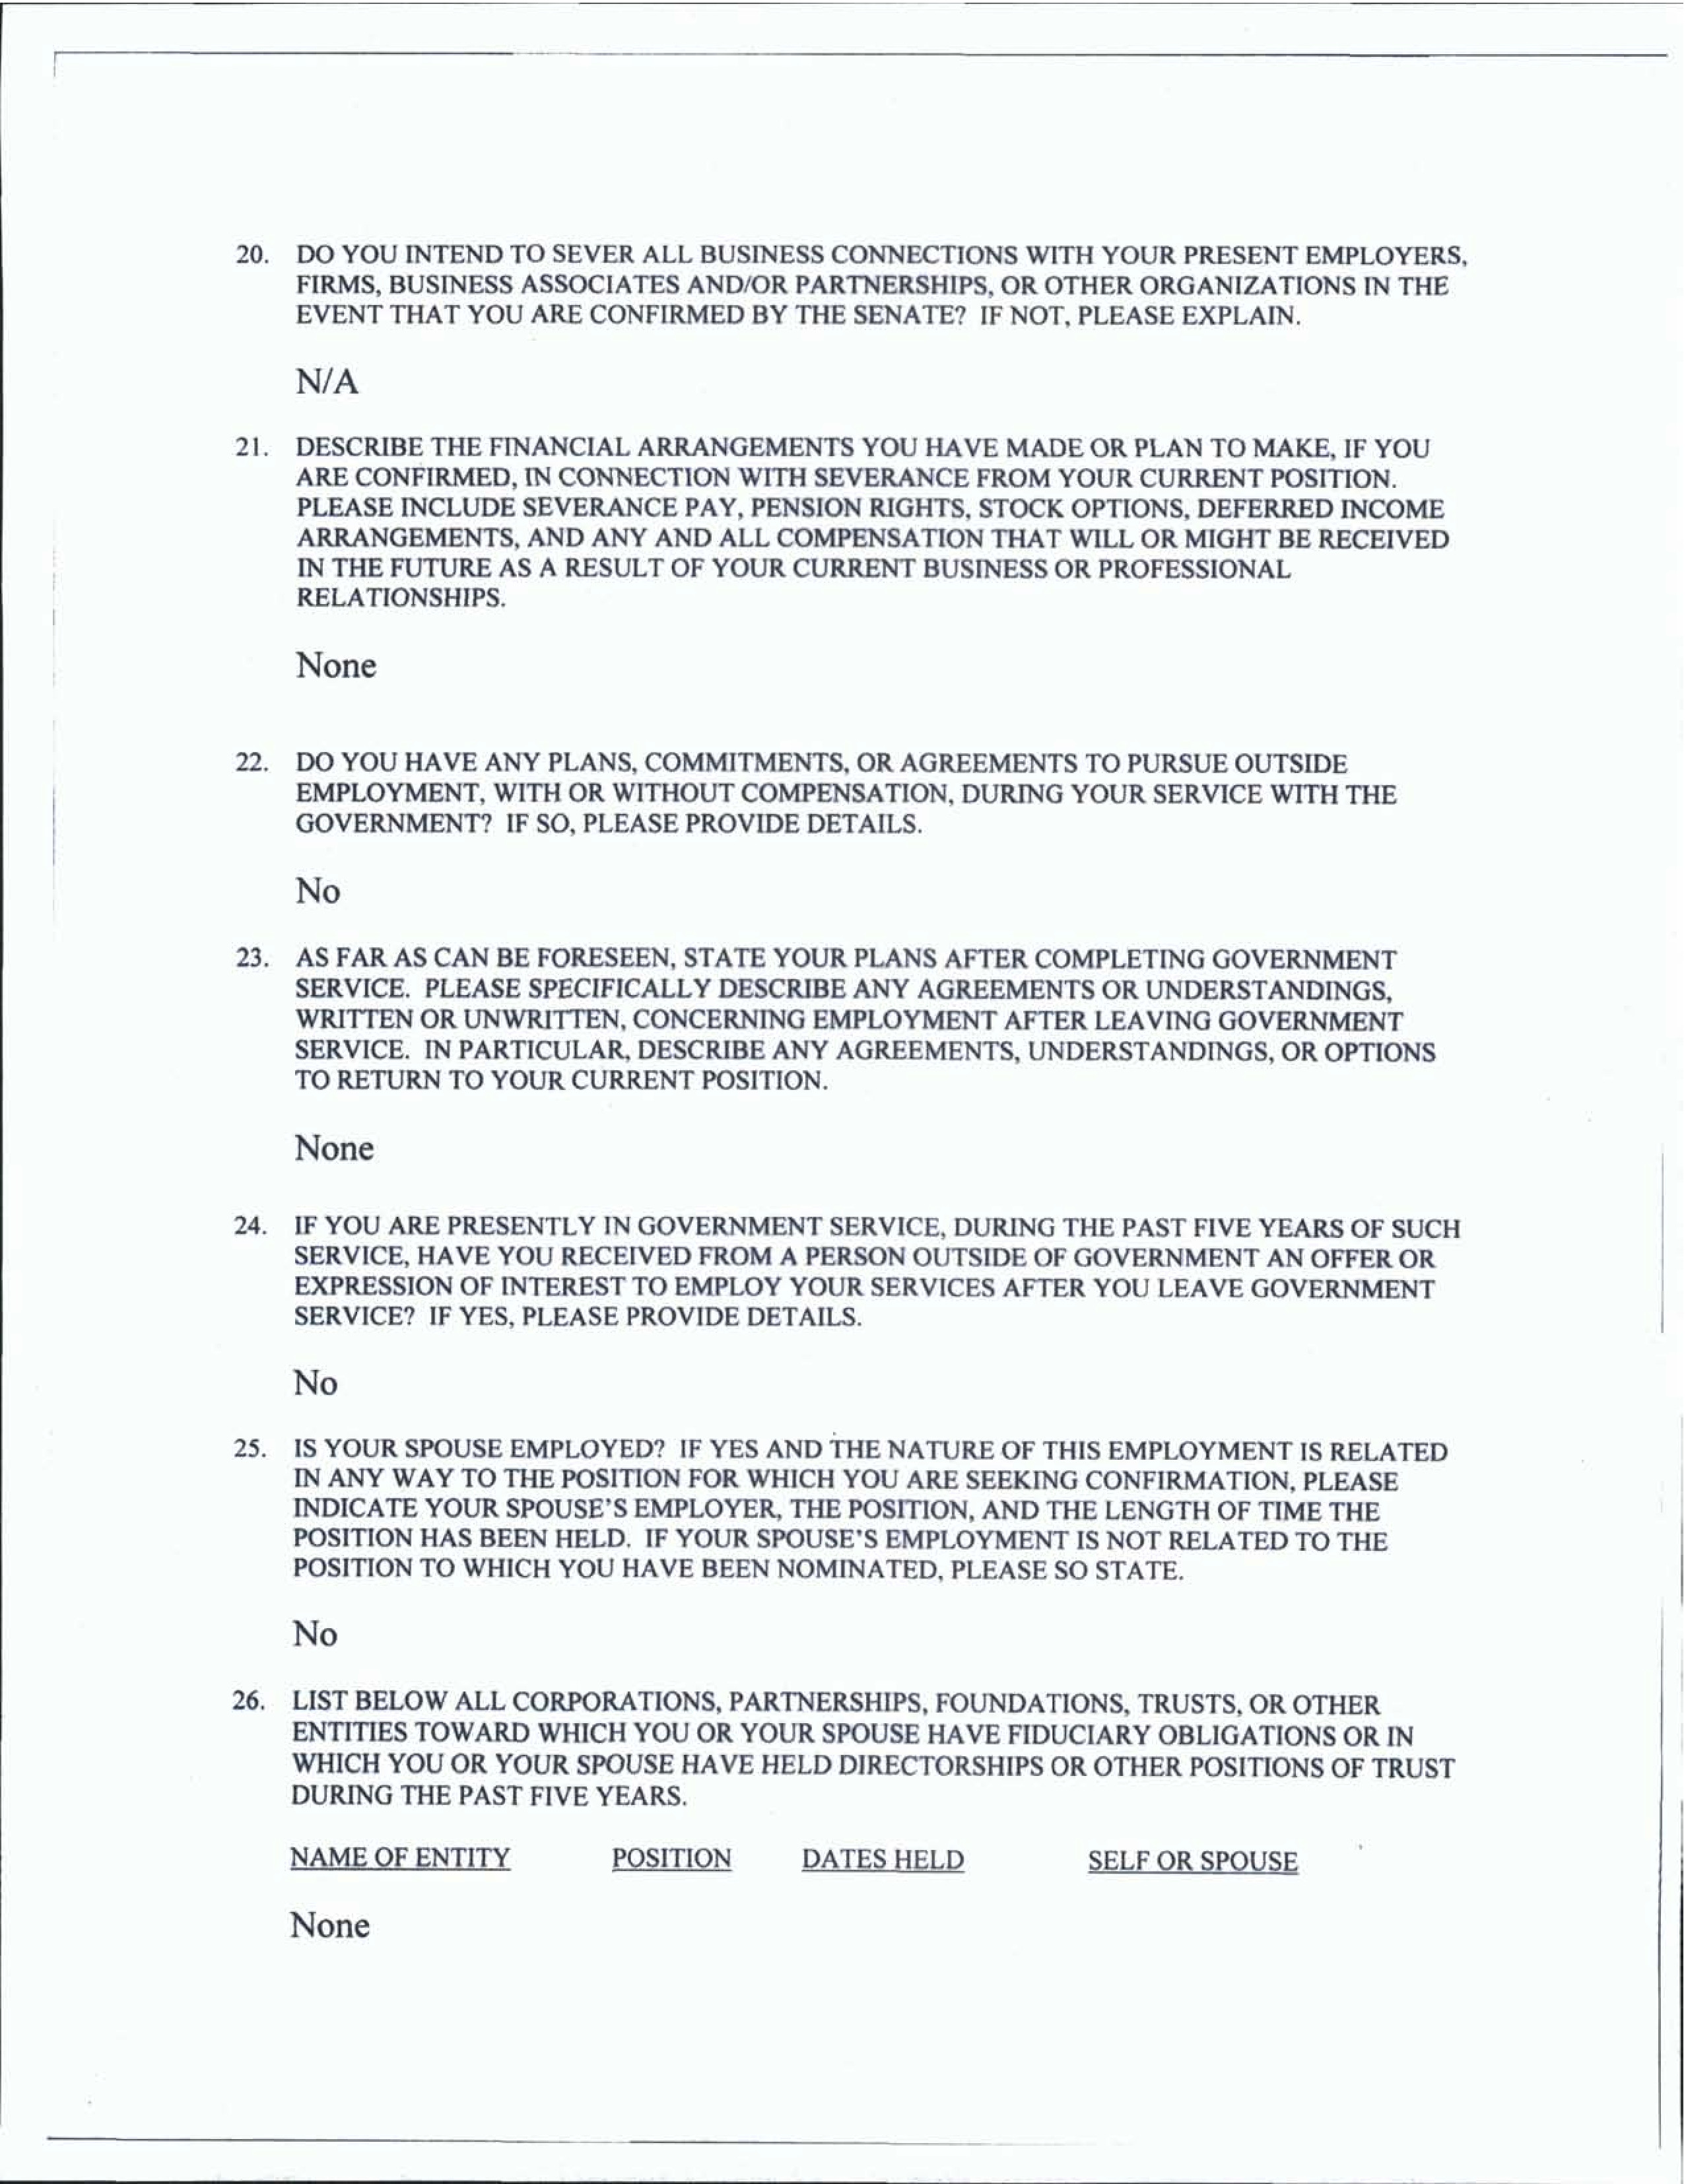 20. DO YOU INTEND TO SEVER ALL BUSINESS CONNECTIONS WITH YOUR PRESENT EMPLOYERS,
FIRMS, BUSINESS ASSOCIATES AND/OR PARTNERSHIPS, OR OTHER ORGANIZATIONS IN THE
EVENT THAT YOU ARE CONFIRMED BY THE SENATE? IF NOT, PLEASE EXPLAIN.
N/A
21. DESCRIBE THE FINANCIAL ARRANGEMENTS YOU HAVE MADE OR PLAN TO MAKE, IF YOU
ARE CONFIRMED, IN CONNECTION WITH SEVERANCE FROM YOUR CURRENT POSITION.
PLEASE INCLUDE SEVERANCE PAY, PENSION RIGHTS, STOCK OPTIONS, DEFERRED INCOME
ARRANGEMENTS, AND ANY AND ALL COMPENSATION THAT WILL OR MIGHT BE RECEIVED
IN THE FUTURE AS A RESULT OF YOUR CURRENT BUSINESS OR PROFESSIONAL
RELATIONSHIPS.
None
22. DO YOU HAVE ANY PLANS, COMMITMENTS, OR AGREEMENTS TO PURSUE OUTSIDE
EMPLOYMENT, WITH OR WITHOUT COMPENSATION, DURING YOUR SERVICE WITH THE
GOVERNMENT? IF SO, PLEASE PROVIDE DETAILS.
No
23. AS FAR AS CAN BE FORESEEN, STATE YOUR PLANS AFTER COMPLETING GOVERNMENT
SERVICE. PLEASE SPECIFICALLY DESCRIBE ANY AGREEMENTS OR UNDERSTANDINGS,
WRITTEN OR UNWRITTEN, CONCERNING EMPLOYMENT AFTER LEAVING GOVERNMENT
SERVICE. IN PARTICULAR, DESCRIBE ANY AGREEMENTS, UNDERSTANDINGS, OR OPTIONS
TO RETURN TO YOUR CURRENT POSITION.
None
24. IF YOU ARE PRESENTLY IN GOVERNMENT SERVICE, DURING THE PAST FIVE YEARS OF SUCH
SERVICE, HAVE YOU RECEIVED FROM A PERSON OUTSIDE OF GOVERNMENT AN OFFER OR
EXPRESSION OF INTEREST TO EMPLOY YOUR SERVICES AFTER YOU LEAVE GOVERNMENT
SERVICE? IF YES, PLEASE PROVIDE DETAILS.
No
25. IS YOUR SPOUSE EMPLOYED? IF YES AND THE NATURE OF THIS EMPLOYMENT IS RELATED
IN ANY WAY TO THE POSITION FOR WHICH YOU ARE SEEKING CONFIRMATION, PLEASE
INDICATE YOUR SPOUSE'S EMPLOYER, THE POSITION, AND THE LENGTH OF TIME THE
POSITION HAS BEEN HELD. IF YOUR SPOUSE'S EMPLOYMENT IS NOT RELATED TO THE
POSITION TO WHICH YOU HAVE BEEN NOMINATED, PLEASE SO STATE.
No
26. LIST BELOW ALL CORPORATIONS, PARTNERSHIPS, FOUNDATIONS, TRUSTS, OR OTHER
ENTITIES TOWARD WHICH YOU OR YOUR SPOUSE HAVE FIDUCIARY OBLIGATIONS OR IN
WHICH YOU OR YOUR SPOUSE HAVE HELD DIRECTORSHIPS OR OTHER POSITIONS OF TRUST
DURING THE PAST FIVE YEARS.
NAME OF ENTITY POSITION DATES HELD SELF OR SPOUSE
None